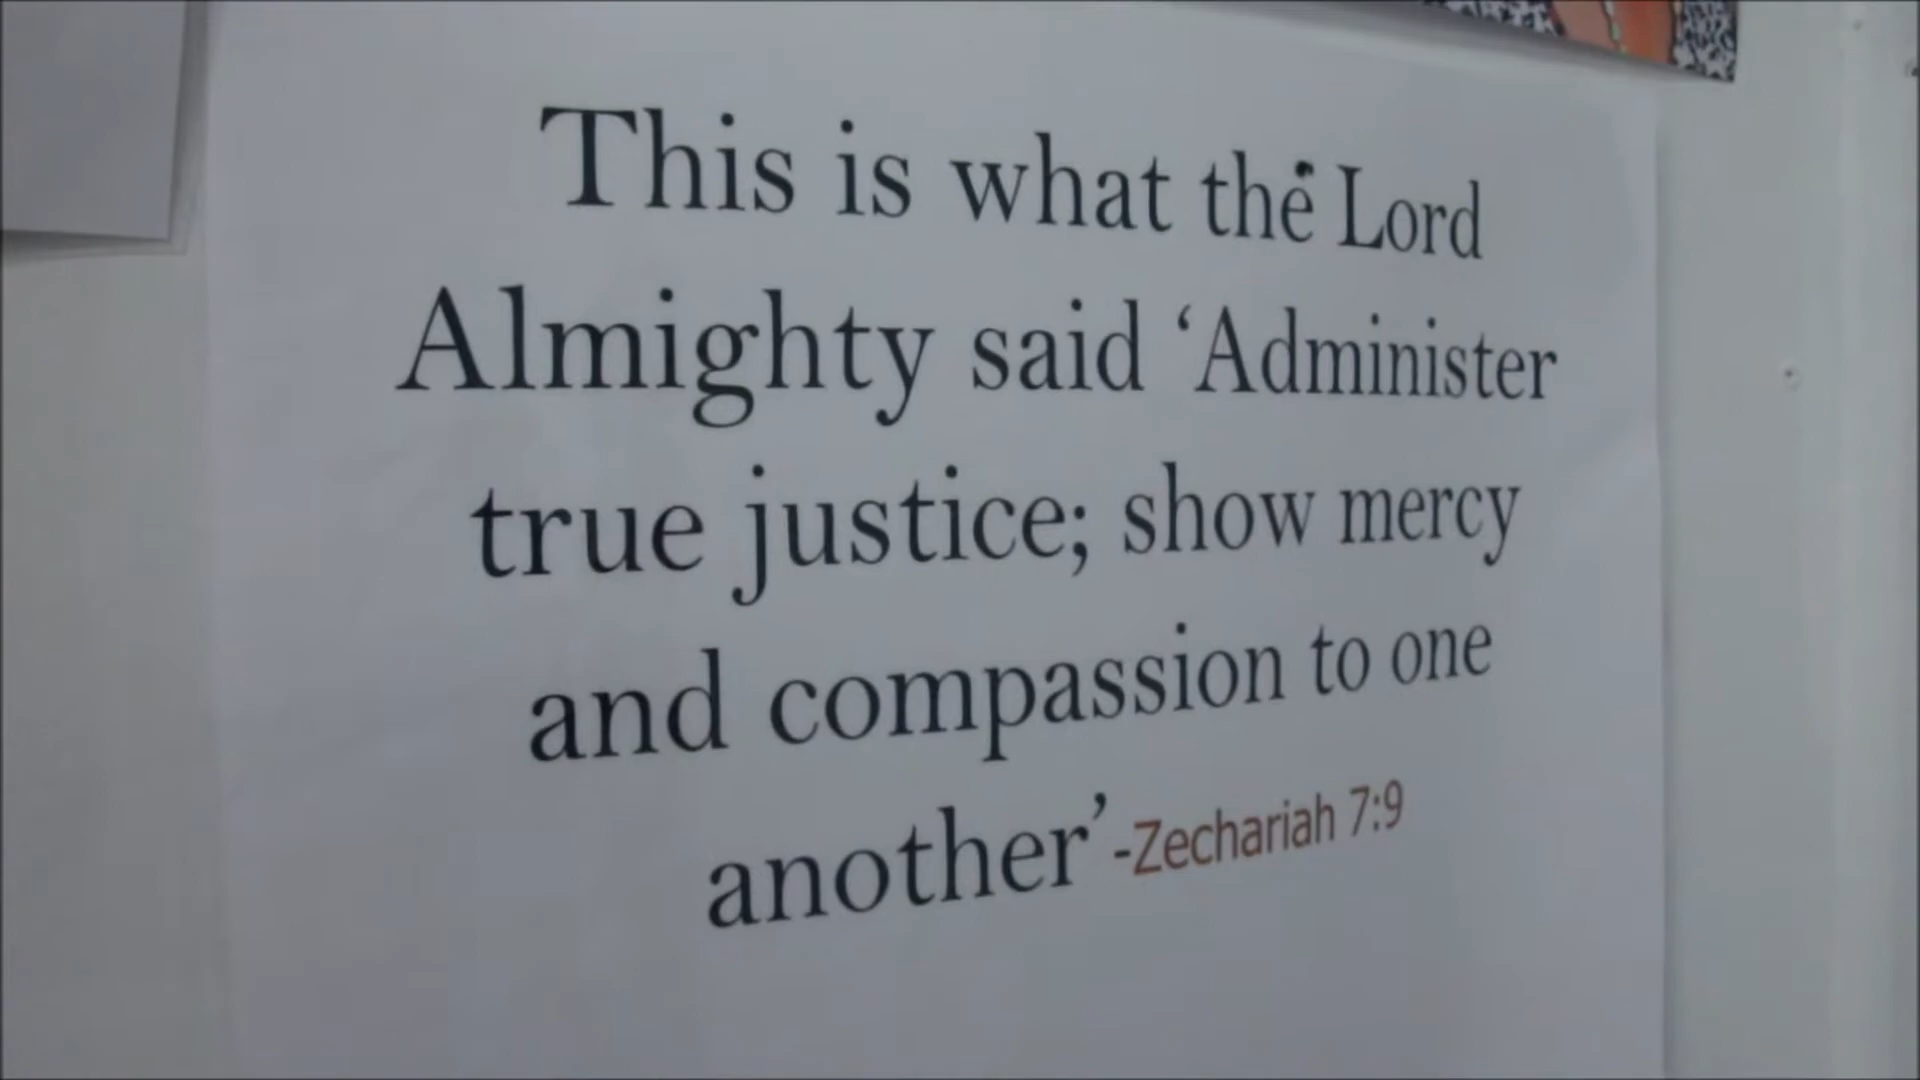 This is what the Lord
Almighty said ‘Administer
true justice; show mercy
and compassion to one
another’-Zechariah 7:9